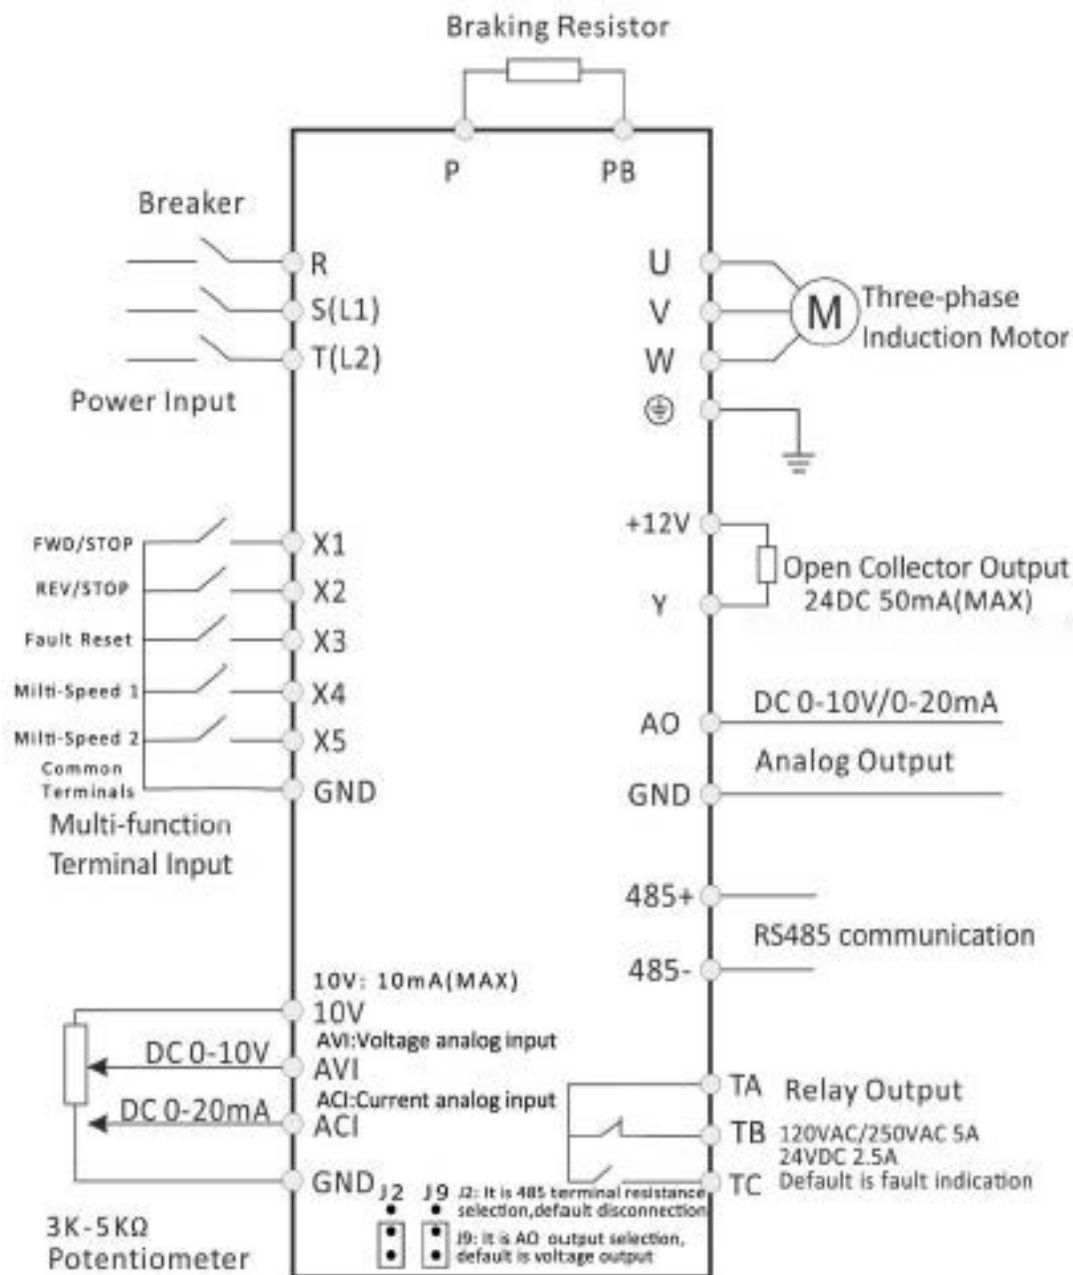 Braking Resistor
P
PB
Breaker
R
S(L1)
T(L2)
Power Input
U
V
W
M
Three-phase
Induction Motor
FWD/STOP
X1
REV/STOP
X2
Fault Reset
X3
Milti-Speed 1
X4
Milti-Speed 2
X5
Common
Terminals
GND
Multi-function
Terminal Input
+12V
Y
Open Collector Output
24DC 50mA(MAX)
AO
DC 0-10V/0-20mA
Analog Output
GND
485+
RS485 communication
485-
10V: 10mA(MAX)
10V
AVI:Voltage analog input
DC 0-10V
AVI
ACI:Current analog input
DC 0-20mA
ACI
GND
3K-5KΩ
Potentiometer
TA
Relay Output
TB
120VAC/250VAC 5A
24VDC 2.5A
TC
Default is fault indication
J2
J9
J2: It is 485 terminal resistance
selection,default disconnection
J9: It is AO output selection,
default is voltage output